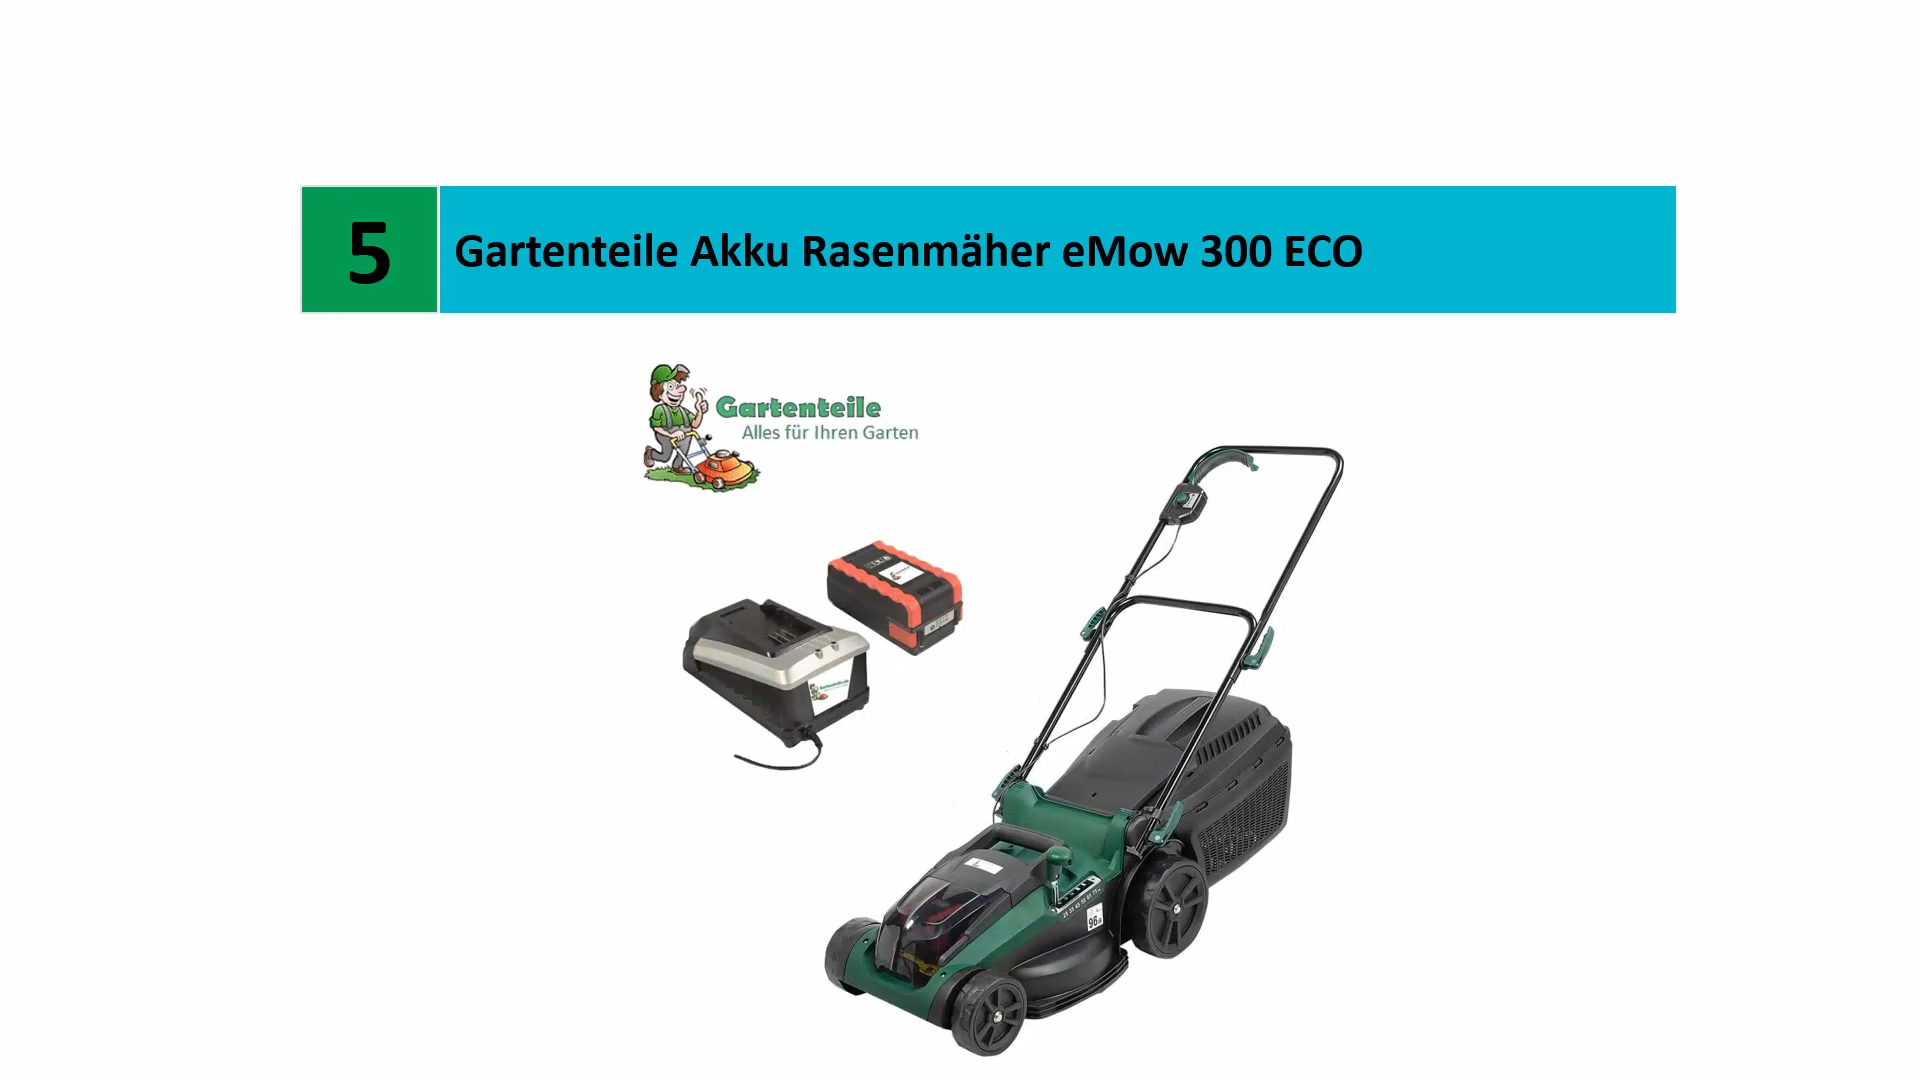 5
Gartenteile Akku Rasenmäher eMow 300 ECO
Gartenteile
Alles für Ihren Garten
96